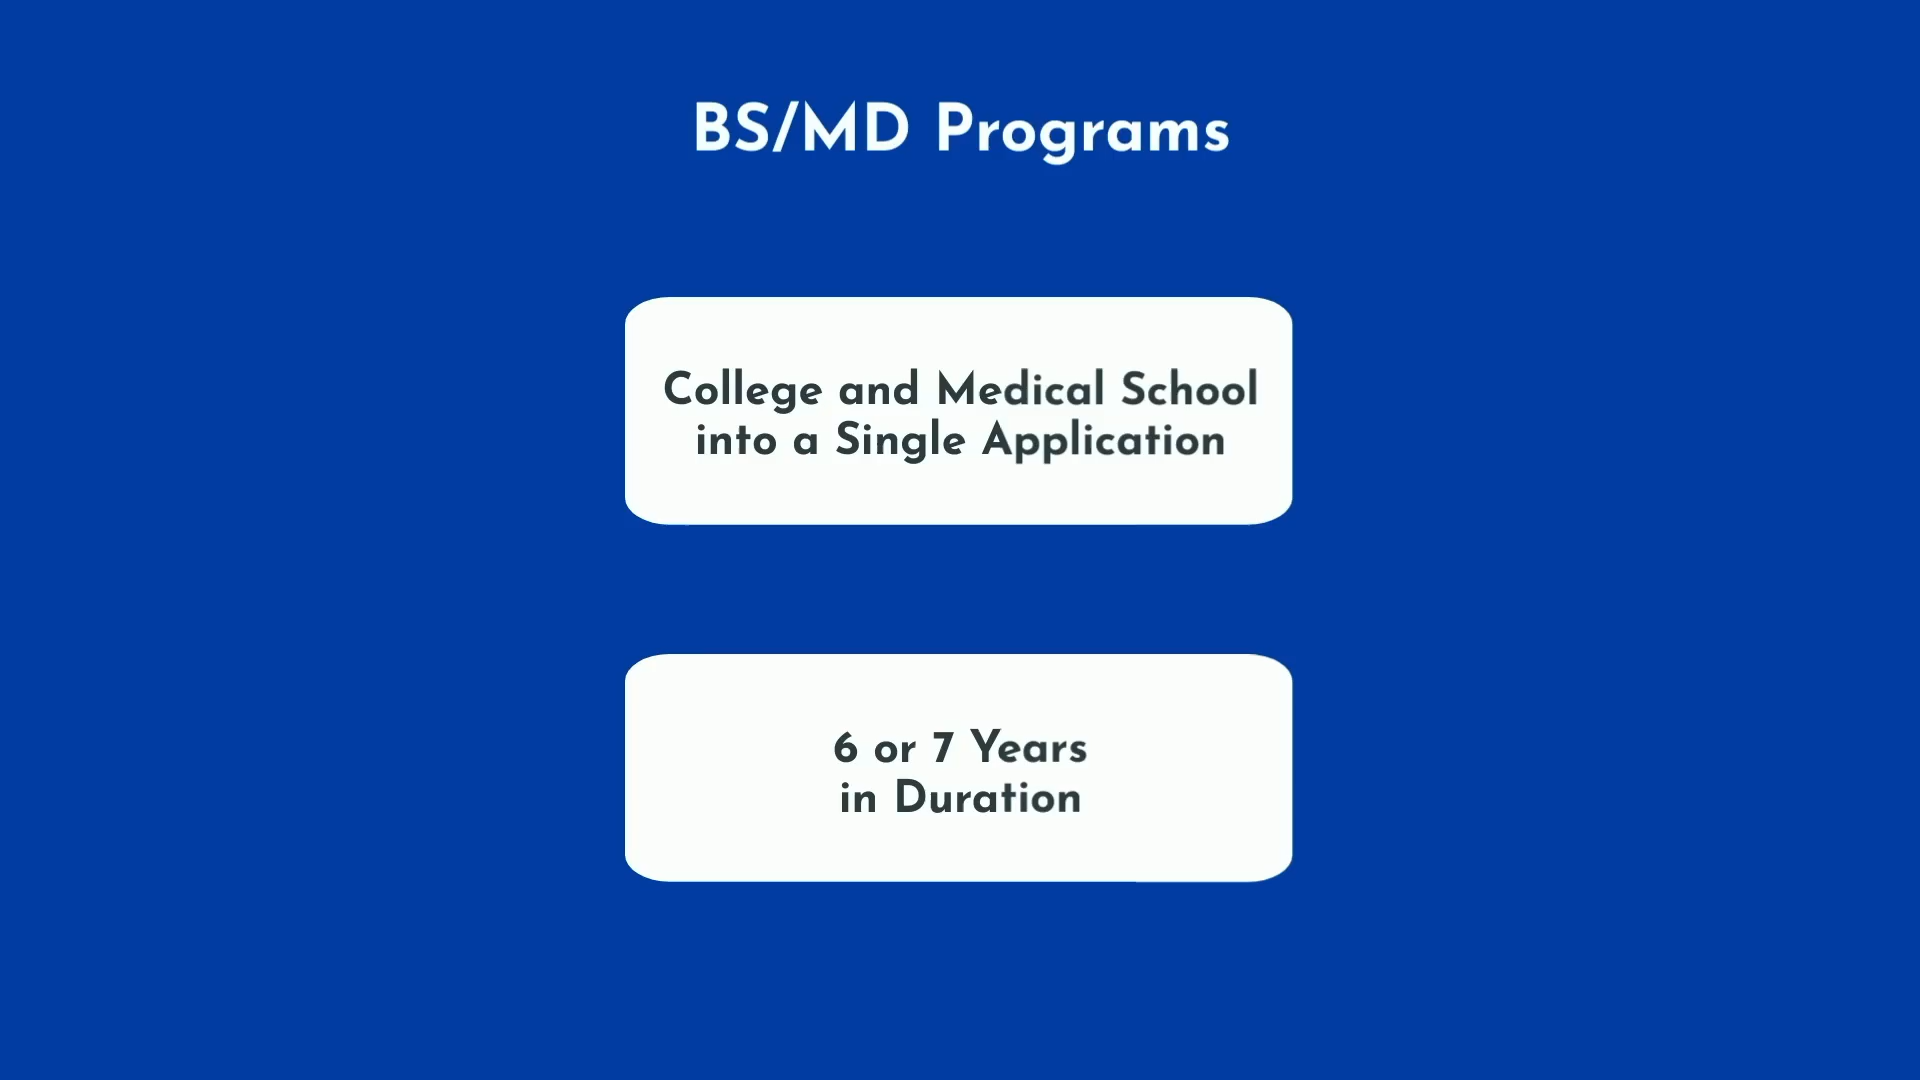 BS/MD Programs
College and Medical School
into a Single Application
6 or 7 Years
in Duration